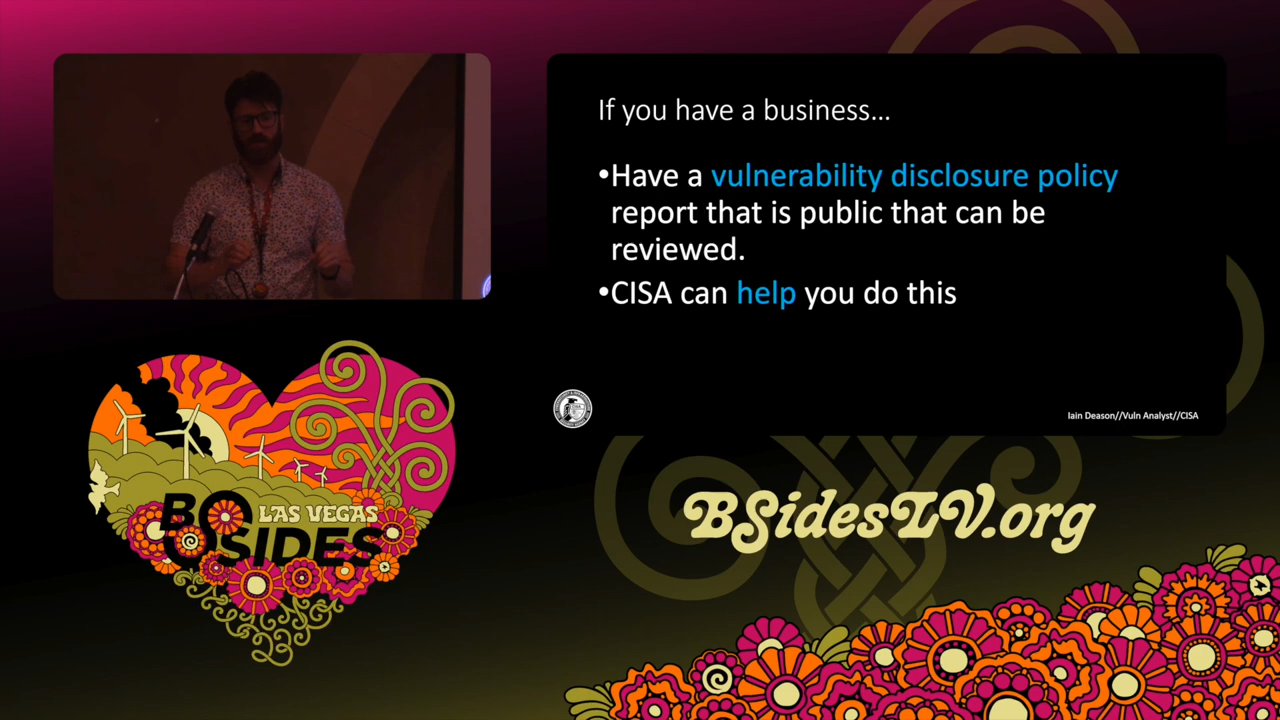 If you have a business...
•Have a vulnerability disclosure policy
report that is public that can be
reviewed.
•CISA can help you do this
Iain Deason//Vuln Analyst//CISA
BSidesLV.org
LAS VEGAS
BSIDES